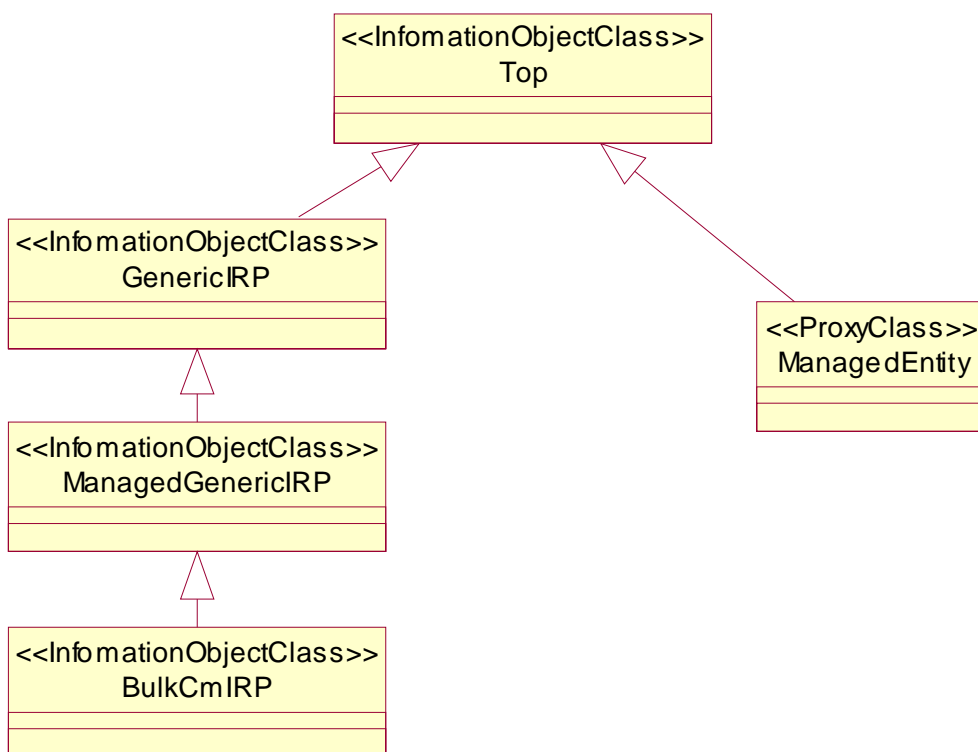 <<InfomationObjectClass>>
Top
<<InfomationObjectClass>>
GenericIRP
<<ProxyClass>>
ManagedEntity
<<InfomationObjectClass>>
ManagedGenericIRP
<<InfomationObjectClass>>
BulkCmIRP